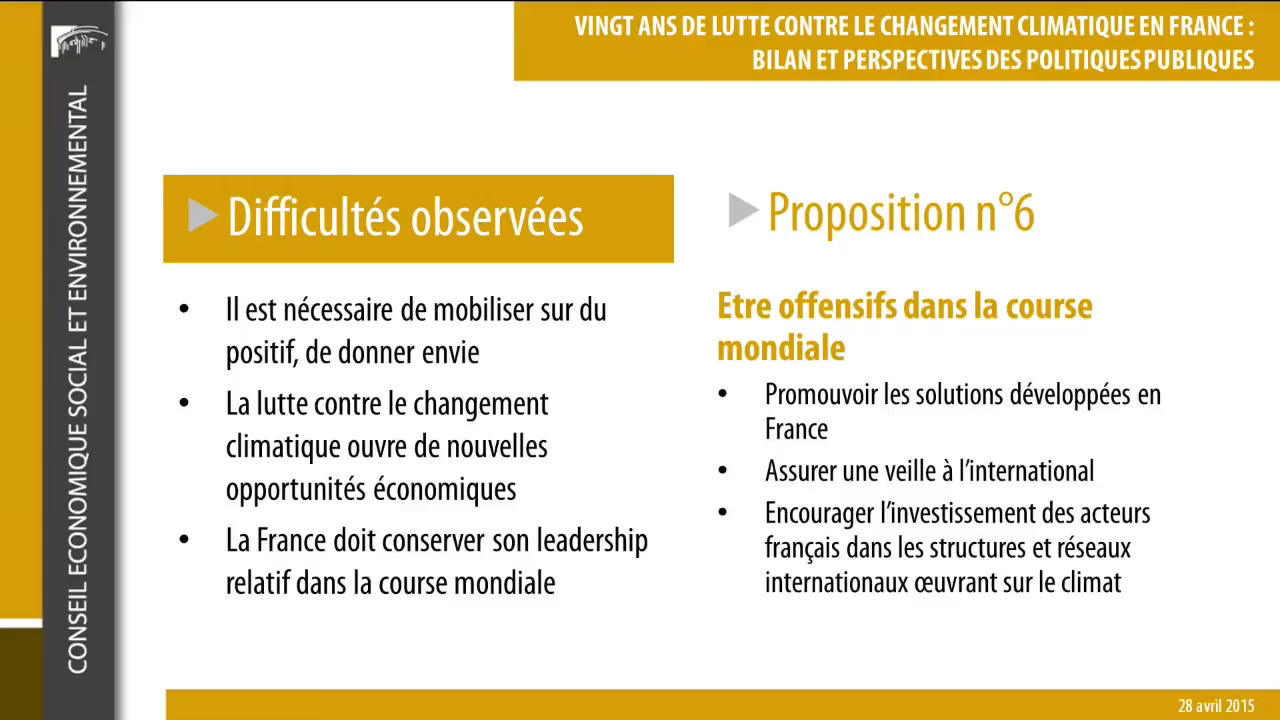 VINGT ANS DE LUTTE CONTRE LE CHANGEMENT CLIMATIQUE EN FRANCE :
BILAN ET PERSPECTIVES DES POLITIQUES PUBLIQUES
CONSEIL ECONOMIQUE SOCIAL ET ENVIRONNEMENTAL
Difficultés observées
• Il est nécessaire de mobiliser sur du
positif, de donner envie
• La lutte contre le changement
climatique ouvre de nouvelles
opportunités économiques
• La France doit conserver son leadership
relatif dans la course mondiale
Proposition n°6
Etre offensifs dans la course
mondiale
• Promouvoir les solutions développées en
France
• Assurer une veille à l’international
• Encourager l’investissement des acteurs
français dans les structures et réseaux
internationaux œuvrant sur le climat
28 avril 2015